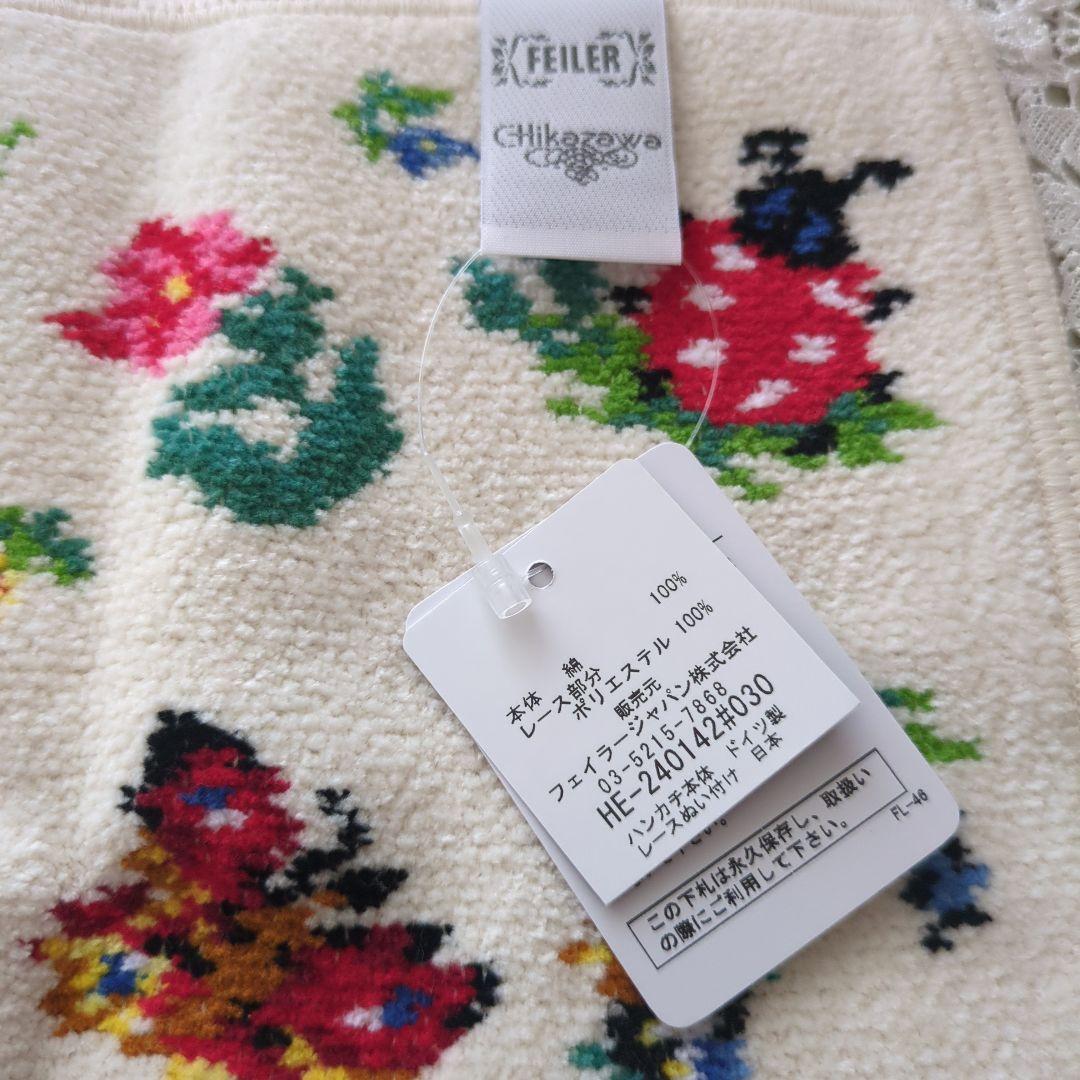 FEILER
CHikazawa
本体 綿 100%
レース部分
ポリエステル 100%
販売元
フェイラージャパン株式会社
03-5215-7868
HE-240142#030
ハンカチ本体 ドイツ製
レースぬい付け 日本
ください。
この下札は永久保存し、取扱い
の際にご利用して下さい。
FL-46